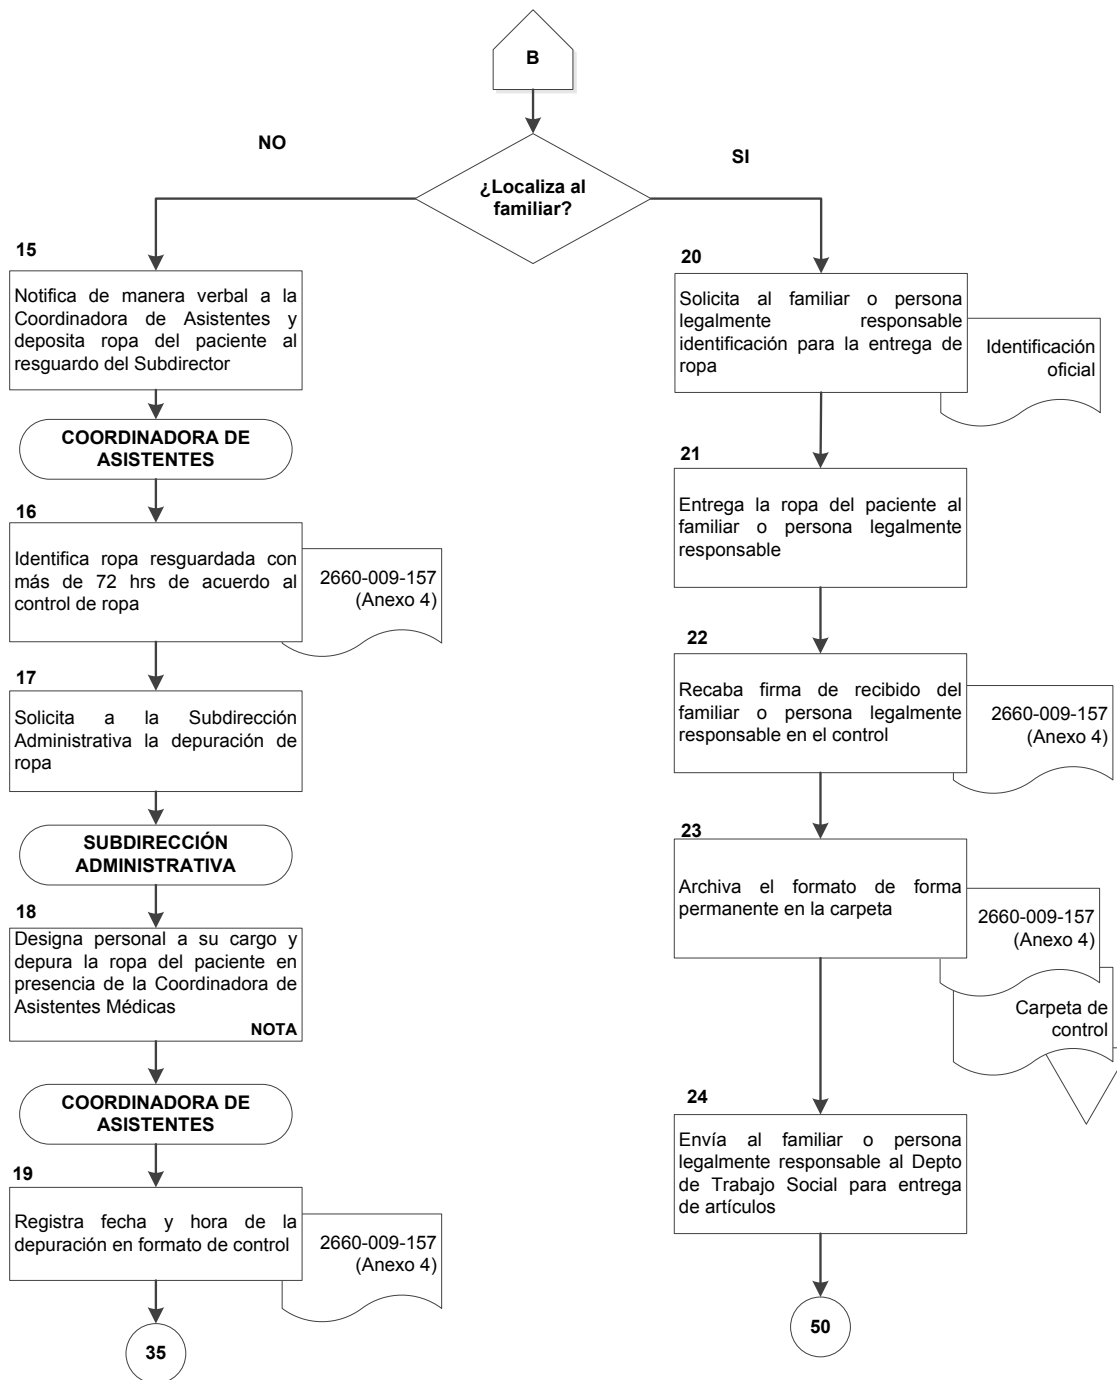 B
NO
SI
¿Localiza al
familiar?
15
Notifica de manera verbal a la
Coordinadora de Asistentes y
deposita ropa del paciente al
resguardo del Subdirector
COORDINADORA DE
ASISTENTES
16
Identifica ropa resguardada con
más de 72 hrs de acuerdo al
control de ropa
2660-009-157
(Anexo 4)
17
Solicita a la Subdirección
Administrativa la depuración de
ropa
SUBDIRECCIÓN
ADMINISTRATIVA
18
Designa personal a su cargo y
depura la ropa del paciente en
presencia de la Coordinadora de
Asistentes Médicas
NOTA
COORDINADORA DE
ASISTENTES
19
Registra fecha y hora de la
depuración en formato de control
2660-009-157
(Anexo 4)
35
20
Solicita al familiar o persona
legalmente responsable
identificación para la entrega de
ropa
Identificación
oficial
21
Entrega la ropa del paciente al
familiar o persona legalmente
responsable
22
Recaba firma de recibido del
familiar o persona legalmente
responsable en el control
2660-009-157
(Anexo 4)
23
Archiva el formato de forma
permanente en la carpeta
2660-009-157
(Anexo 4)
Carpeta de
control
24
Envía al familiar o persona
legalmente responsable al Depto
de Trabajo Social para entrega
de artículos
50